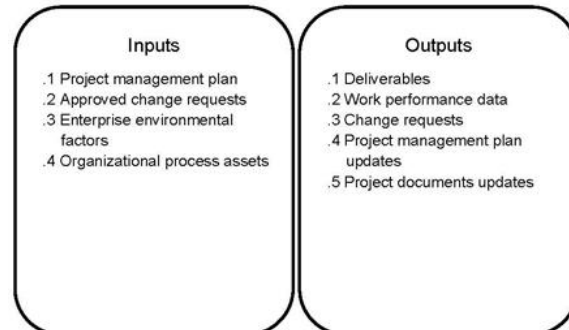 Inputs
.1 Project management plan
.2 Approved change requests
.3 Enterprise environmental
factors
.4 Organizational process assets
Outputs
.1 Deliverables
.2 Work performance data
.3 Change requests
.4 Project management plan
updates
.5 Project documents updates